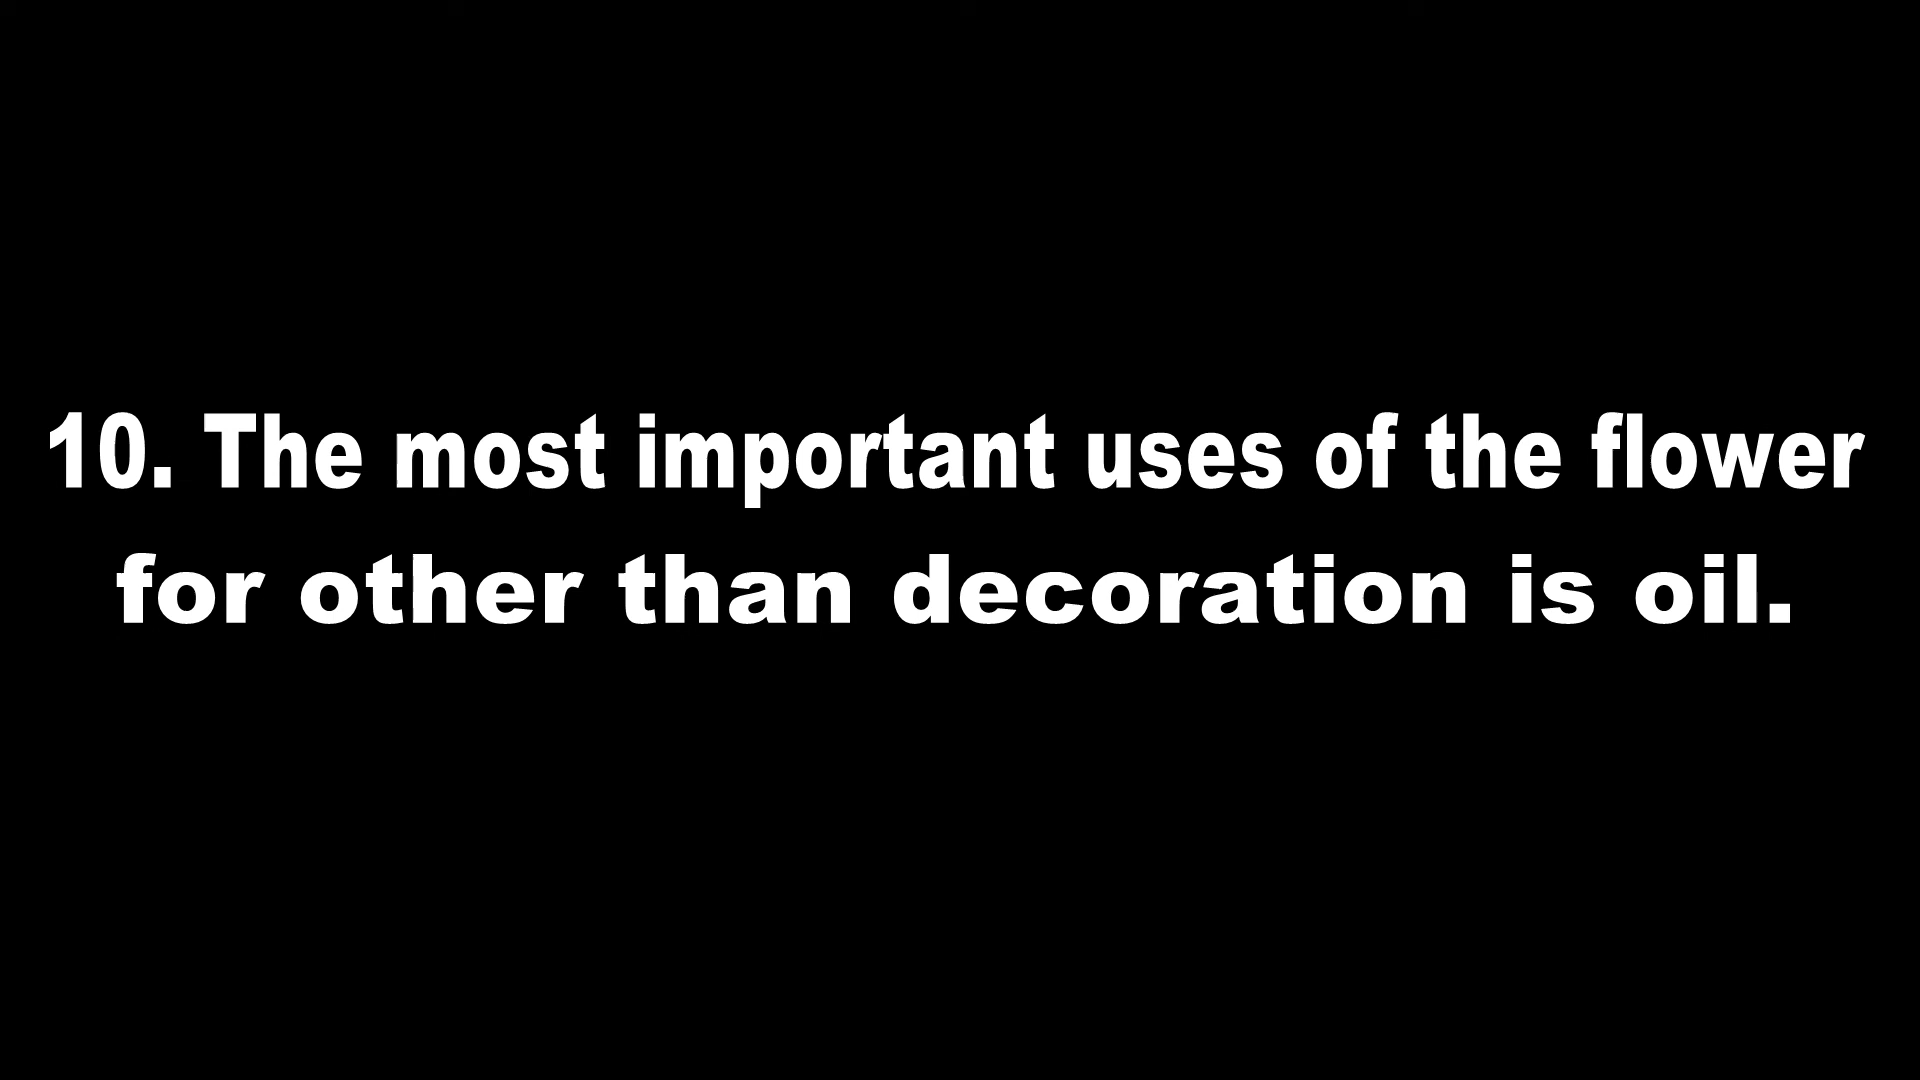 10. The most important uses of the flower
for other than decoration is oil.